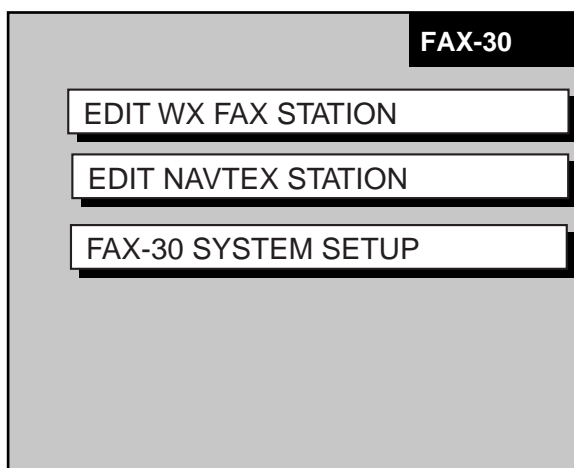 FAX-30
EDIT WX FAX STATION
EDIT NAVTEX STATION
FAX-30 SYSTEM SETUP